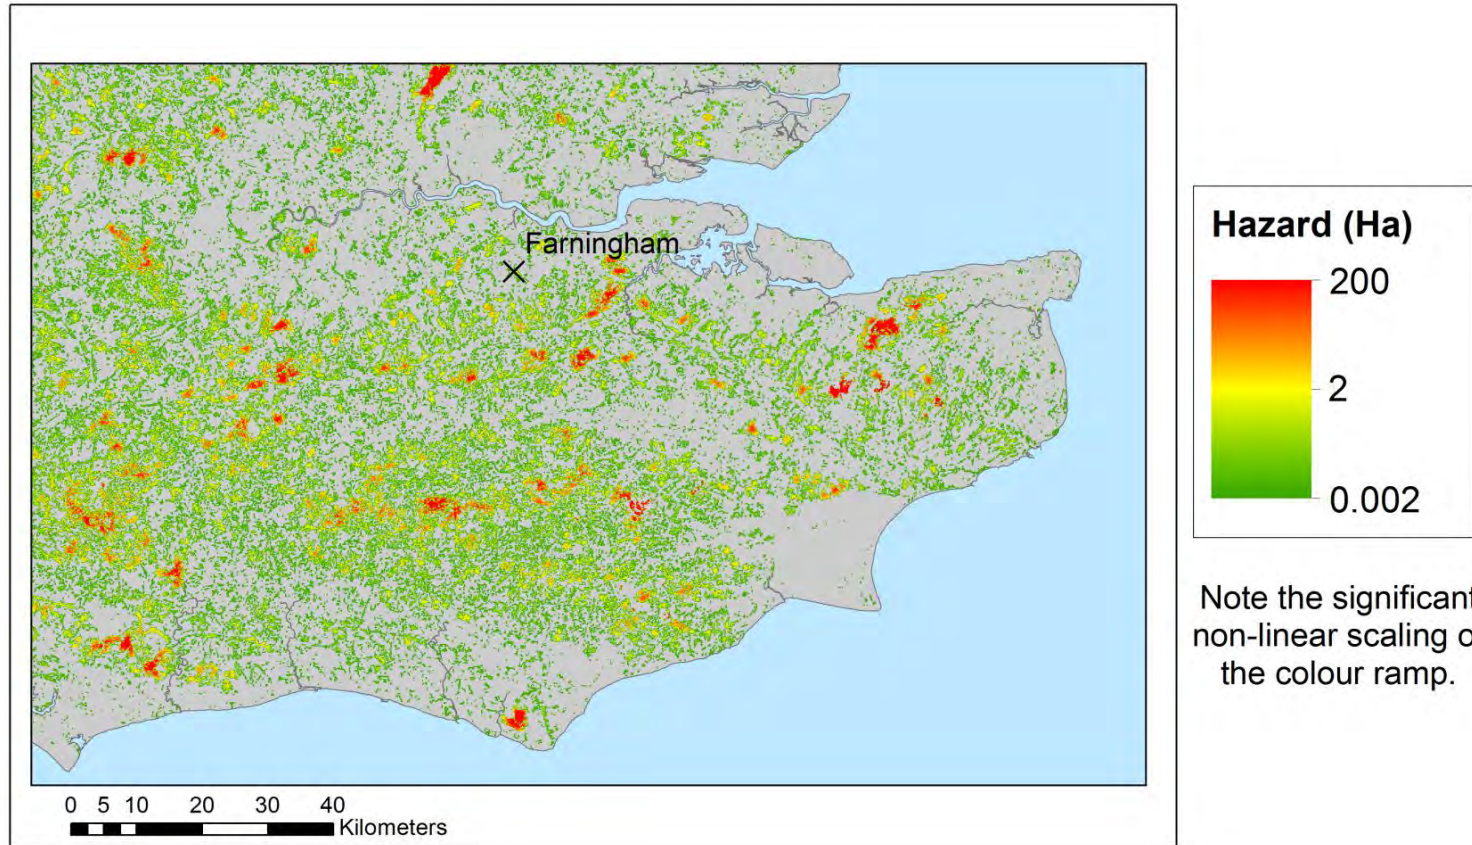 Farningham
0 5 10 20 30 40
Kilometers
Hazard (Ha)
200
2
0.002
Note the significant
non-linear scaling o
the colour ramp.